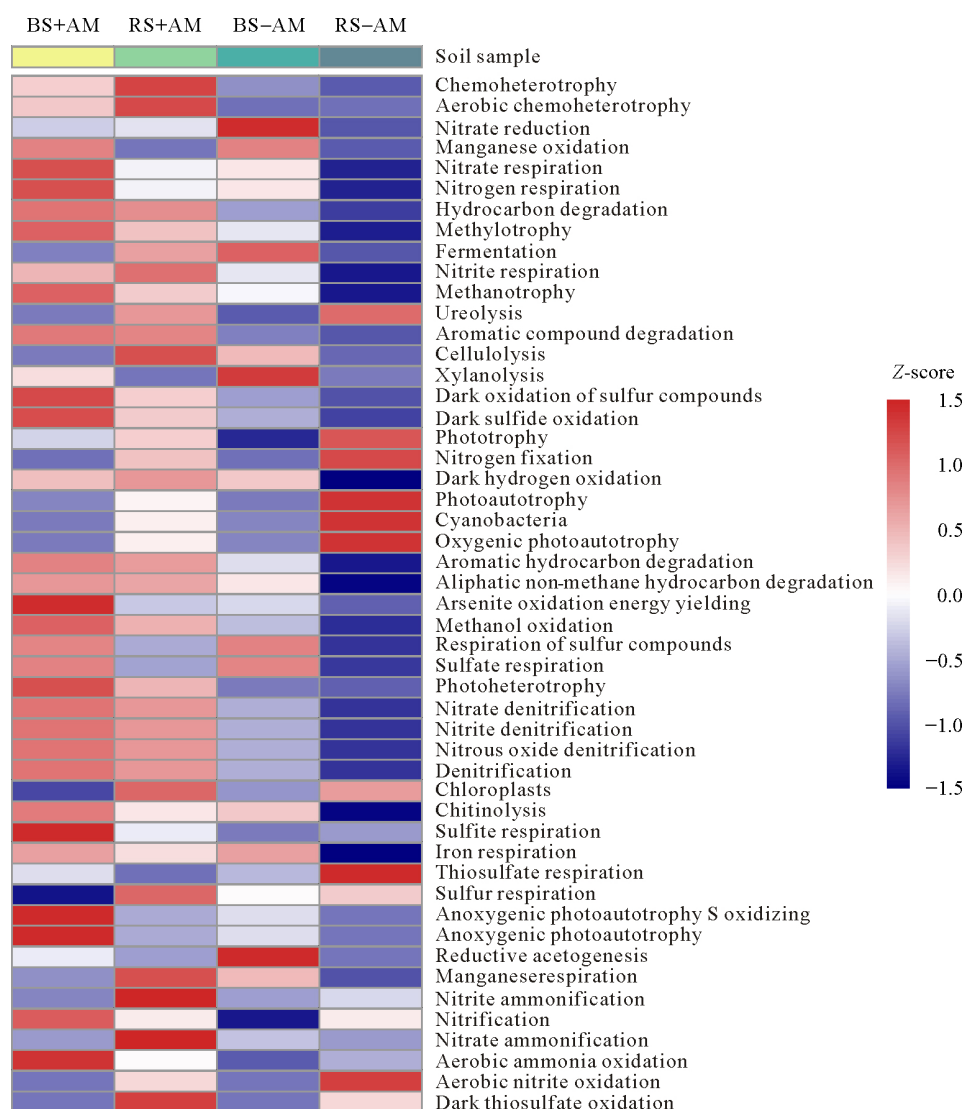 BS+AM RS+AM BS−AM RS−AM
Soil sample
Chemoheterotrophy
Aerobic chemoheterotrophy
Nitrate reduction
Manganese oxidation
Nitrate respiration
Nitrogen respiration
Hydrocarbon degradation
Methylotrophy
Fermentation
Nitrite respiration
Methanotrophy
Ureolysis
Aromatic compound degradation
Cellulolysis
Xylanolysis
Dark oxidation of sulfur compounds
Dark sulfide oxidation
Phototrophy
Nitrogen fixation
Dark hydrogen oxidation
Photoautotrophy
Cyanobacteria
Oxygenic photoautotrophy
Aromatic hydrocarbon degradation
Aliphatic non-methane hydrocarbon degradation
Arsenite oxidation energy yielding
Methanol oxidation
Respiration of sulfur compounds
Sulfate respiration
Photoheterotrophy
Nitrate denitrification
Nitrite denitrification
Nitrous oxide denitrification
Denitrification
Chloroplasts
Chitinolysis
Sulfite respiration
Iron respiration
Thiosulfate respiration
Sulfur respiration
Anoxygenic photoautotrophy S oxidizing
Anoxygenic photoautotrophy
Reductive acetogenesis
Manganeserespiration
Nitrite ammonification
Nitrification
Nitrate ammonification
Aerobic ammonia oxidation
Aerobic nitrite oxidation
Dark thiosulfate oxidation
Z-score
1.5
1.0
0.5
0.0
−0.5
−1.0
−1.5